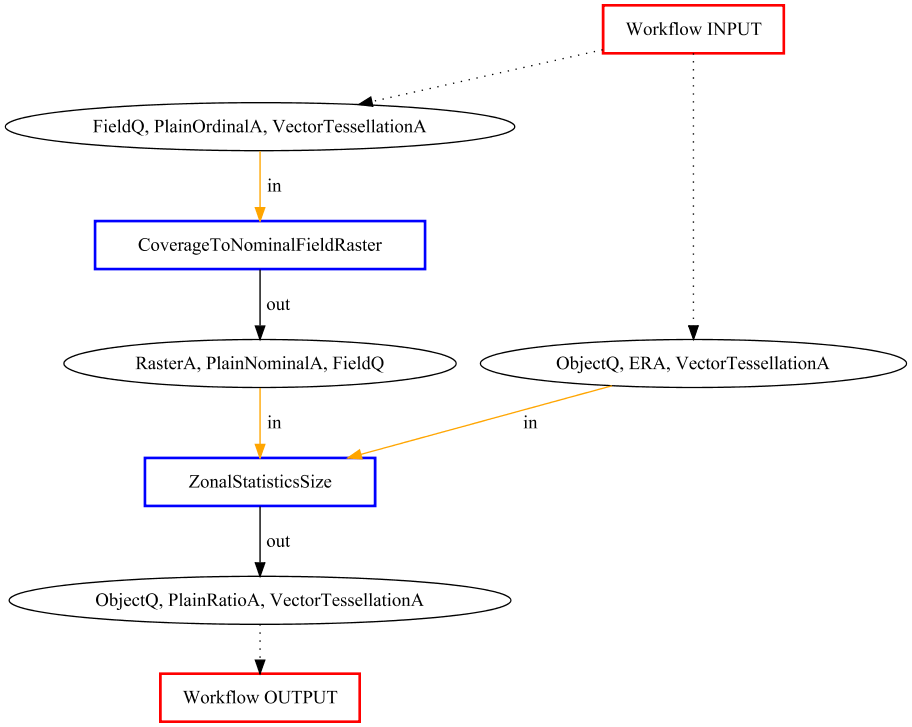 Workflow INPUT
FieldQ, PlainOrdinalA, VectorTessellationA
in
CoverageToNominalFieldRaster
out
RasterA, PlainNominalA, FieldQ
ObjectQ, ERA, VectorTessellationA
in
in
ZonalStatisticsSize
out
ObjectQ, PlainRatioA, VectorTessellationA
Workflow OUTPUT